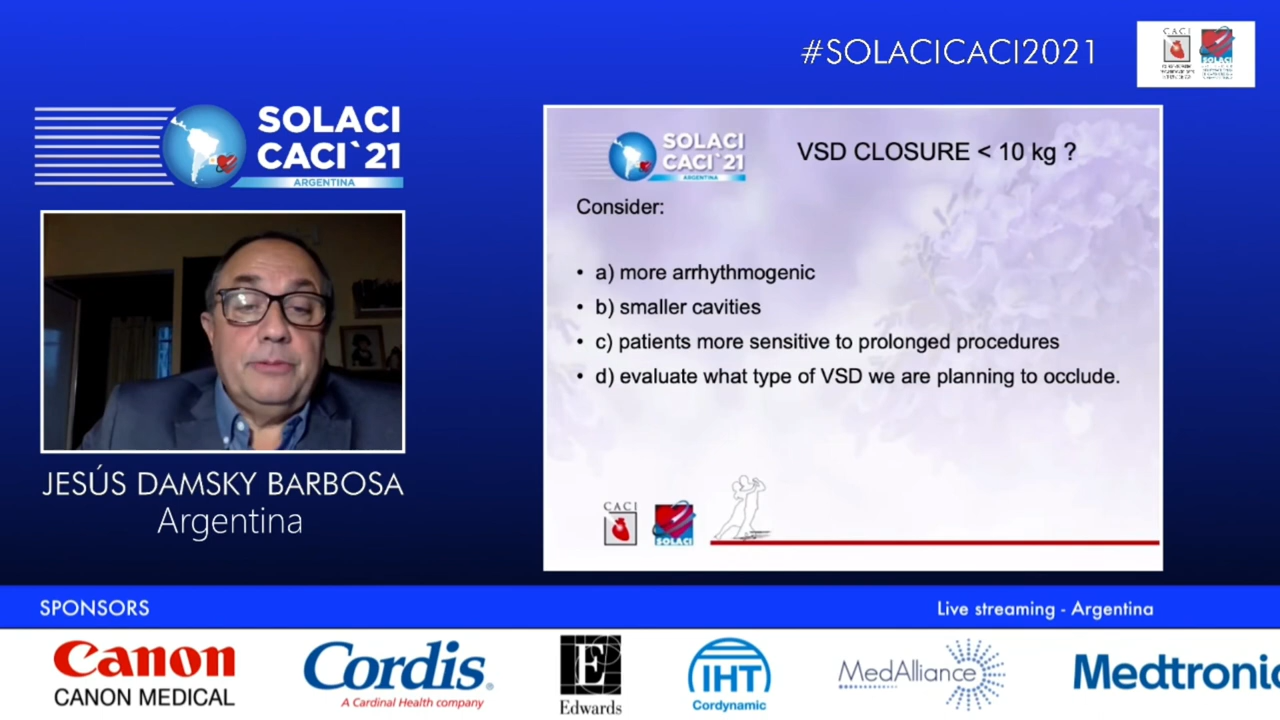 #SOLACICACI2021
CACI
SOLACI
SOLACI
CACI`21
ARGENTINA
JESÚS DAMSKY BARBOSA
Argentina
SOLACI
CACI`21
ARGENTINA
VSD CLOSURE < 10 kg ?
Consider:
• a) more arrhythmogenic
• b) smaller cavities
• c) patients more sensitive to prolonged procedures
• d) evaluate what type of VSD we are planning to occlude.
CACI
SOLACI
SPONSORS
Live streaming - Argentina
Canon
CANON MEDICAL
Cordis®
A Cardinal Health company
E
Edwards
IHT
Cordynamic
MedAlliance
Medtronic